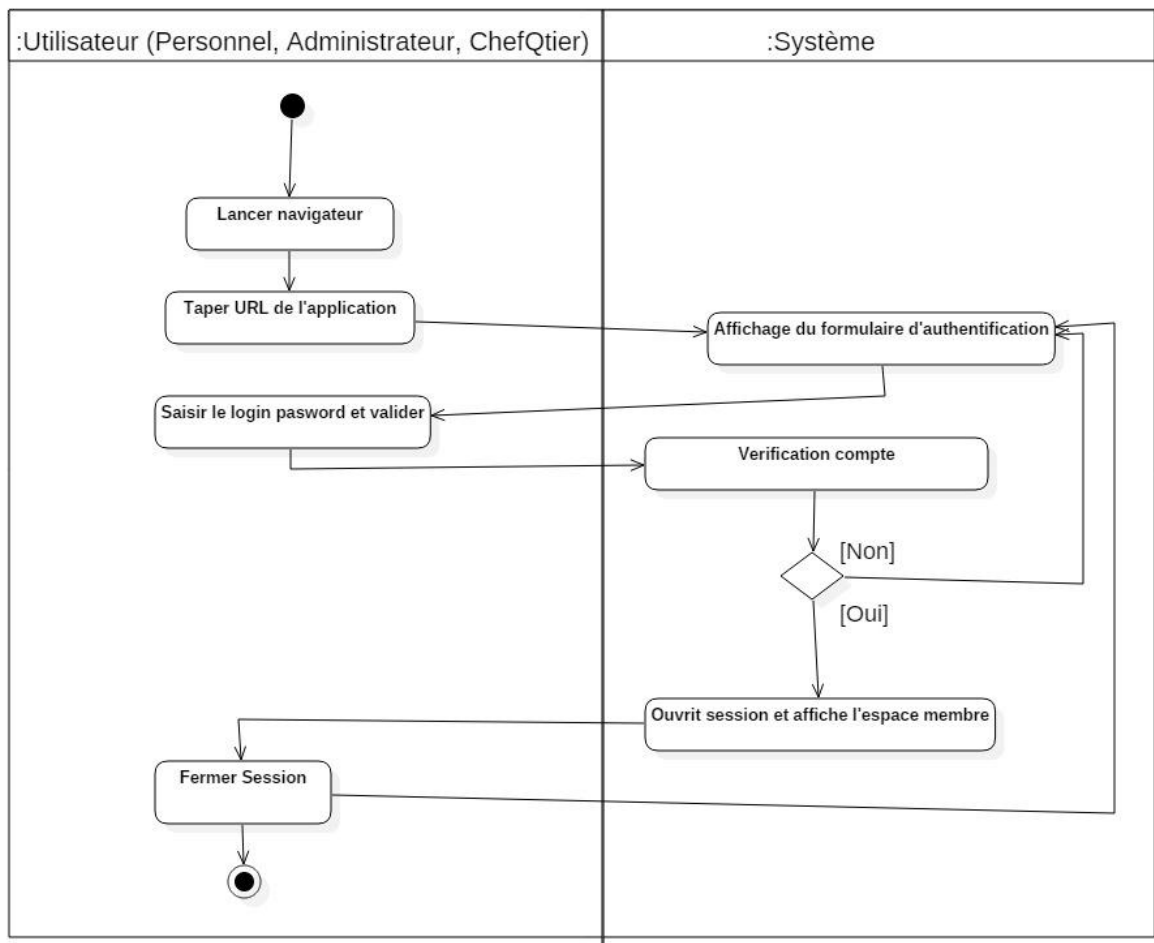 :Utilisateur (Personnel, Administrateur, ChefQtier)
:Système
Lancer navigateur
Taper URL de l'application
Affichage du formulaire d'authentification
Saisir le login pasword et valider
Verification compte
[Non]
[Oui]
Ouvrit session et affiche l'espace membre
Fermer Session